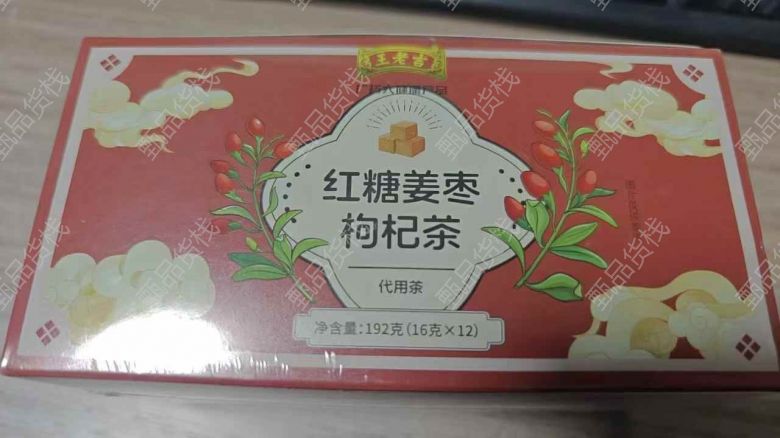 王老吉
红糖姜枣
枸杞茶
代用茶
净含量:192克(16克×12)
甄品货栈